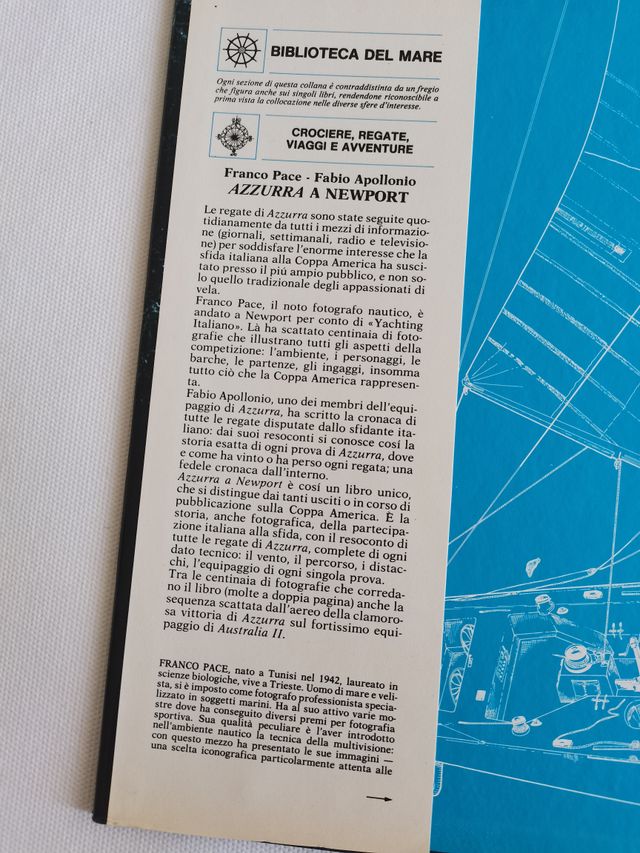 BIBLIOTECA DEL MARE
Ogni sezione di questa collana è contraddistinta da un fregio
che figura anche sui singoli libri, rendendone riconoscibile a
prima vista la collocazione nelle diverse sfere d'interesse.
CROCIERE, REGATE,
VIAGGI E AVVENTURE
Franco Pace - Fabio Apollonio
AZZURRA A NEWPORT
Le regate di Azzurra sono state seguite quo-
tidianamente da tutti i mezzi di informazio-
ne (giornali, settimanali, radio e televisio-
ne) per soddisfare l'enorme interesse che la
sfida italiana alla Coppa America ha susci-
tato presso il piú ampio pubblico, e non so-
lo quello tradizionale degli appassionati di
vela.
Franco Pace, il noto fotografo nautico, è
andato a Newport per conto di «Yachting
Italiano». Là ha scattato centinaia di foto-
grafie che illustrano tutti gli aspetti della
competizione: l'ambiente, i personaggi, le
barche, le partenze, gli ingaggi, insomma
tutto ciò che la Coppa America rappresen-
ta.
Fabio Apollonio, uno dei membri dell'equi-
paggio di Azzurra, ha scritto la cronaca di
tutte le regate disputate dallo sfidante ita-
liano: dai suoi resoconti si conosce cosí la
storia esatta di ogni prova di Azzurra, dove
e come ha vinto o ha perso ogni regata; una
fedele cronaca dall'interno.
Azzurra a Newport è cosí un libro unico,
che si distingue dai tanti usciti o in corso di
pubblicazione sulla Coppa America. È la
storia, anche fotografica, della partecipa-
zione italiana alla sfida, con il resoconto di
tutte le regate di Azzurra, complete di ogni
dato tecnico: il vento, il percorso, i distac-
chi, l'equipaggio di ogni singola prova.
Tra le centinaia di fotografie che correda-
no il libro (molte a doppia pagina) anche la
sequenza scattata dall'aereo della clamoro-
sa vittoria di Azzurra sul fortissimo equi-
paggio di Australia II.
FRANCO PACE, nato a Tunisi nel 1942, laureato in
scienze biologiche, vive a Trieste. Uomo di mare e veli-
sta, si è imposto come fotografo professionista specia-
lizzato in soggetti marini. Ha al suo attivo varie mo-
stre dove ha conseguito diversi premi per fotografia
sportiva. Sua qualità peculiare è l'aver introdotto
nell'ambiente nautico la tecnica della multivisione:
con questo mezzo ha presentato le sue immagini —
una scelta iconografica particolarmente attenta alle